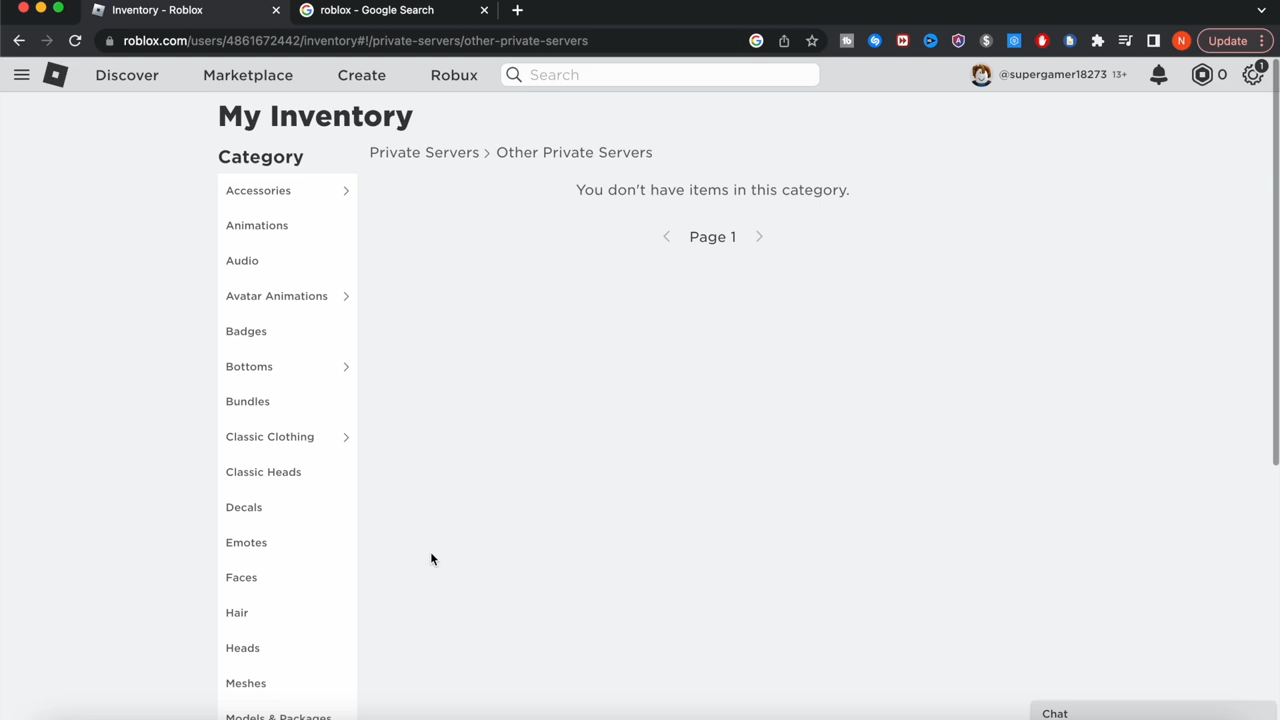 Inventory - Roblox
roblox - Google Search
roblox.com/users/4861672442/inventory#!/private-servers/other-private-servers
N
Update
Discover
Marketplace
Create
Robux
Search
@supergamer18273 13+
0
1
My Inventory
Category
Private Servers > Other Private Servers
Accessories
You don't have items in this category.
Animations
Page 1
Audio
Avatar Animations
Badges
Bottoms
Bundles
Classic Clothing
Classic Heads
Decals
Emotes
Faces
Hair
Heads
Meshes
Models & Packages
Chat